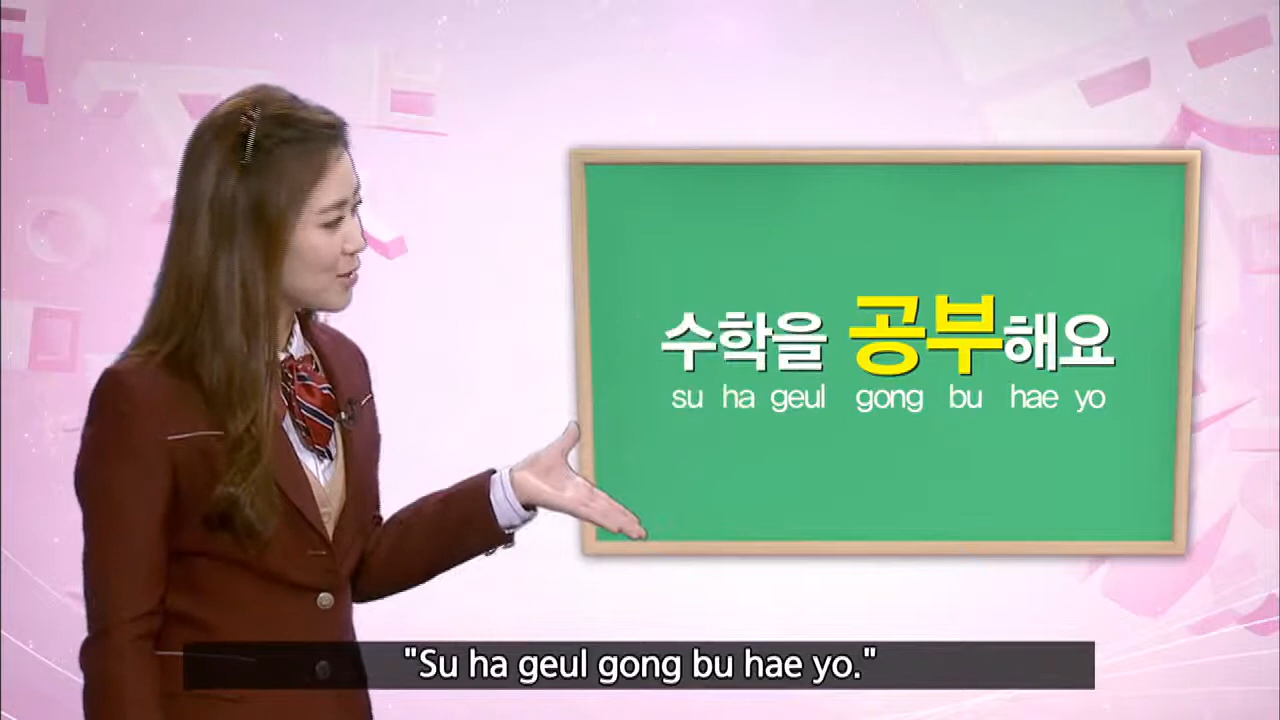 수학을 공부해요
su ha geul gong bu hae yo
"Su ha geul gong bu hae yo."